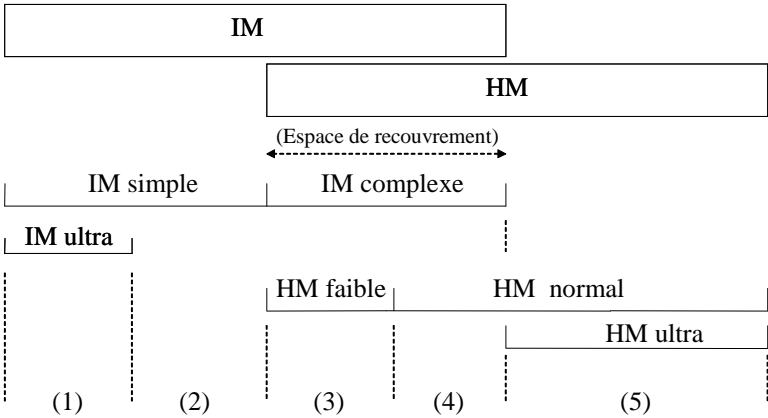 IM
HM
(Espace de recouvrement)
IM simple IM complexe
IM ultra
HM faible HM normal
HM ultra
(1) (2) (3) (4) (5)